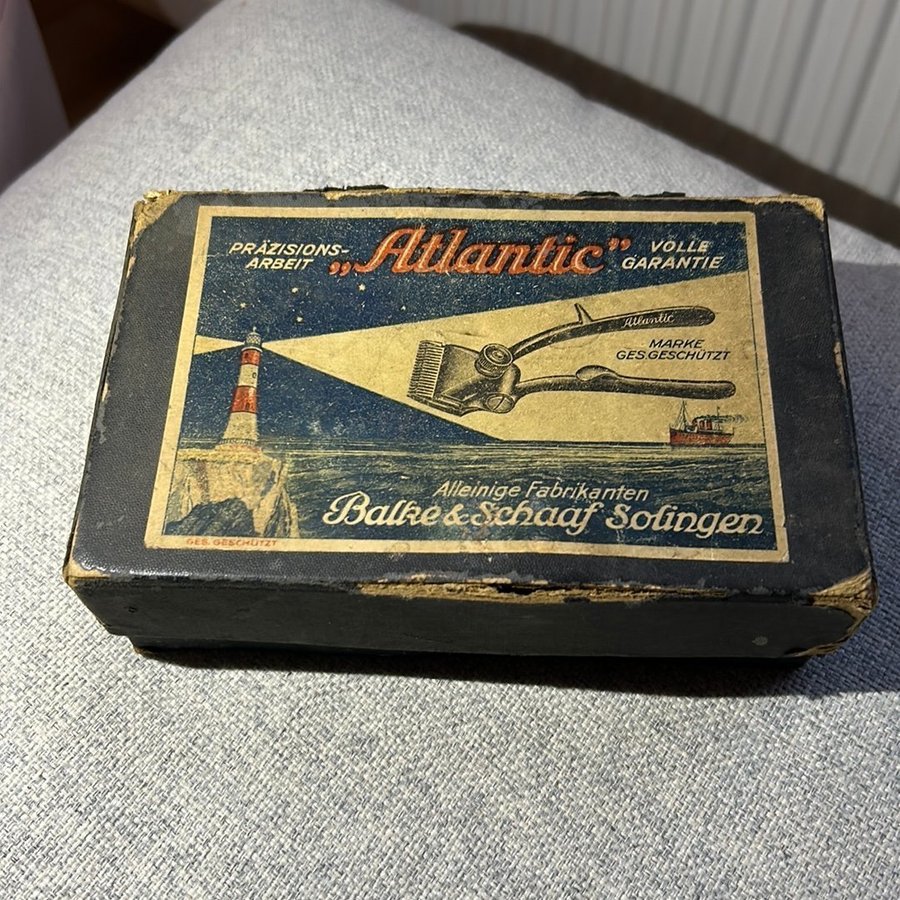 PRÄZISIONS-
ARBEIT
„Atlantic”
VOLLE
GARANTIE
Atlantic
MARKE
GES.GESCHÜTZT
Alleinige Fabrikanten
Balke & Schaaf Solingen
GES. GESCHÜTZT